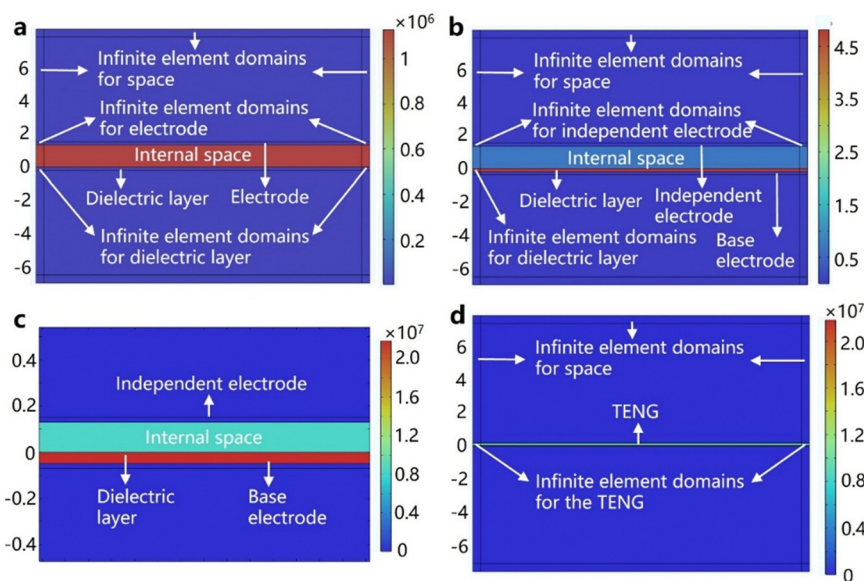 a
×10⁶
Infinite element domains
for space
Infinite element domains
for electrode
Internal space
Dielectric layer
Electrode
Infinite element domains
for dielectric layer
6
4
2
0
-2
-4
-6
1
0.8
0.6
0.4
0.2
b
Infinite element domains
for space
Infinite element domains
for independent electrode
Internal space
Dielectric layer
Independent
electrode
Infinite element domains
for dielectric layer
Base
electrode
6
4
2
0
-2
-4
-6
4.5
3.5
2.5
1.5
0.5
c
×10⁷
Independent electrode
Internal space
Dielectric
layer
Base
electrode
0.4
0.2
0
-0.2
-0.4
2.0
1.6
1.2
0.8
0.4
0
d
×10⁷
Infinite element domains
for space
TENG
Infinite element domains
for the TENG
6
4
2
0
-2
-4
-6
2.0
1.6
1.2
0.8
0.4
0